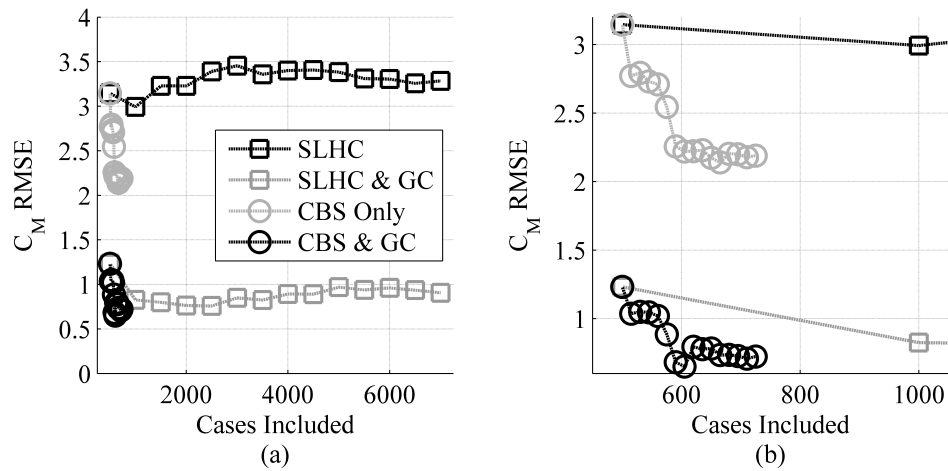 4
3.5
3
2.5
2
1.5
1
0.5
0
C_M RMSE
SLHC
SLHC & GC
CBS Only
CBS & GC
2000
4000
6000
Cases Included
(a)
3
2.5
2
1.5
1
C_M RMSE
600
800
1000
Cases Included
(b)